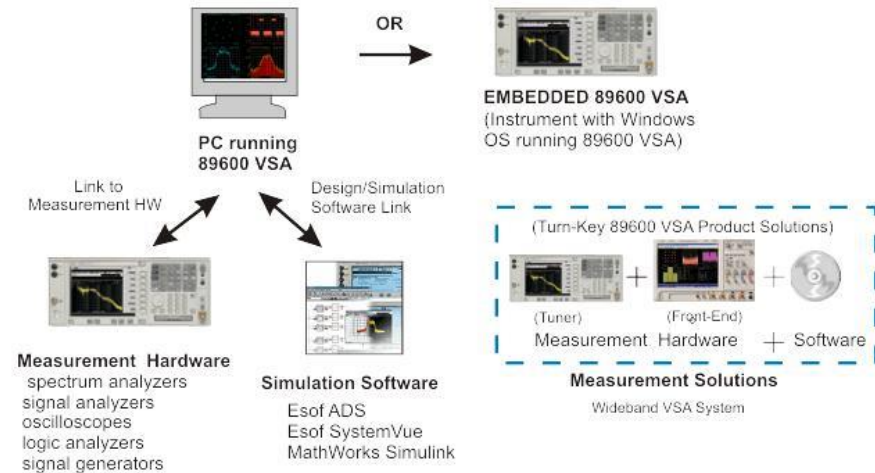 OR
EMBEDDED 89600 VSA
(Instrument with Windows
OS running 89600 VSA)
PC running
89600 VSA
Link to
Measurement HW
Design/Simulation
Software Link
(Turn-Key 89600 VSA Product Solutions)
+
+
(Tuner)
(Front-End)
Measurement Hardware + Software
Measurement Solutions
Wideband VSA System
Measurement Hardware
spectrum analyzers
signal analyzers
oscilloscopes
logic analyzers
signal generators
Simulation Software
Esof ADS
Esof SystemVue
MathWorks Simulink